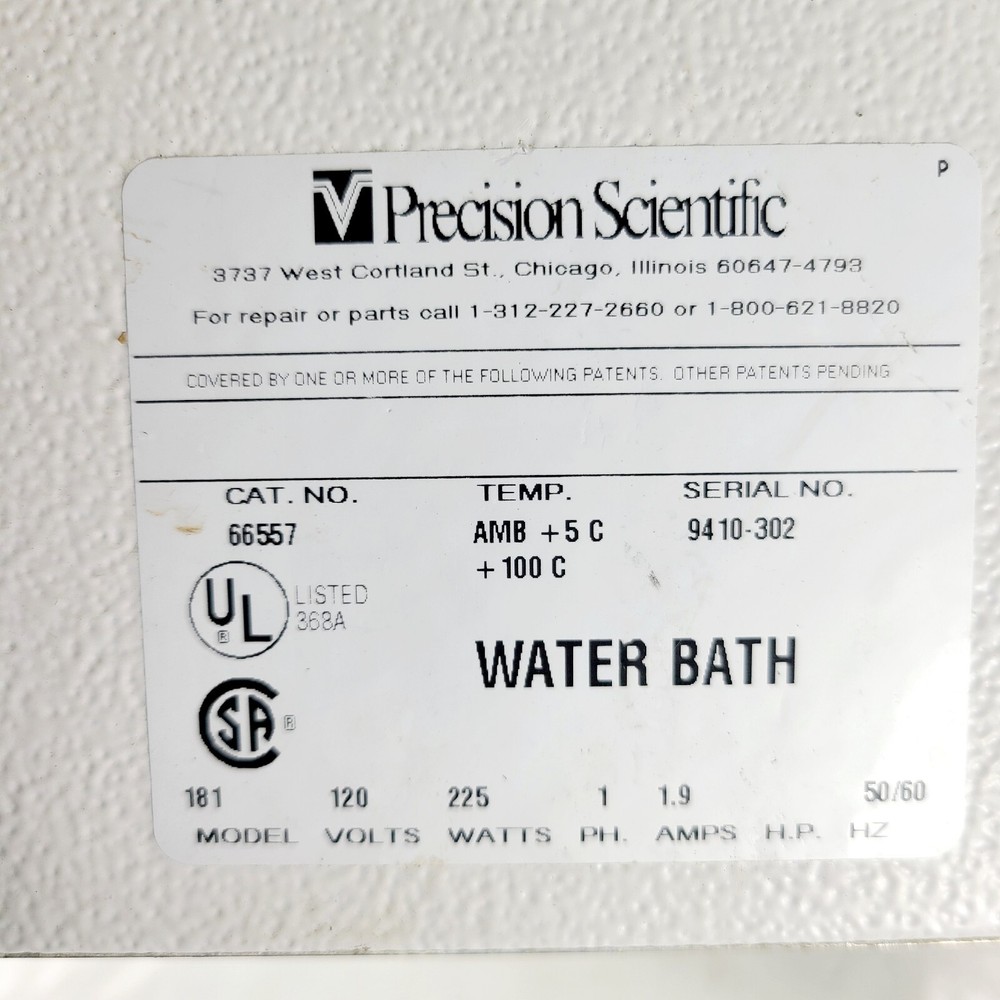 P
Precision Scientific
3737 West Cortland St., Chicago, Illinois 60647-4793
For repair or parts call 1-312-227-2660 or 1-800-621-8820
COVERED BY ONE OR MORE OF THE FOLLOWING PATENTS. OTHER PATENTS PENDING
CAT. NO. TEMP. SERIAL NO.
66557 AMB +5 C 9410-302
+100 C
UL ® LISTED
368A
WATER BATH
CSA ®
181 120 225 1 1.9 50/60
MODEL VOLTS WATTS PH. AMPS H.P. HZ